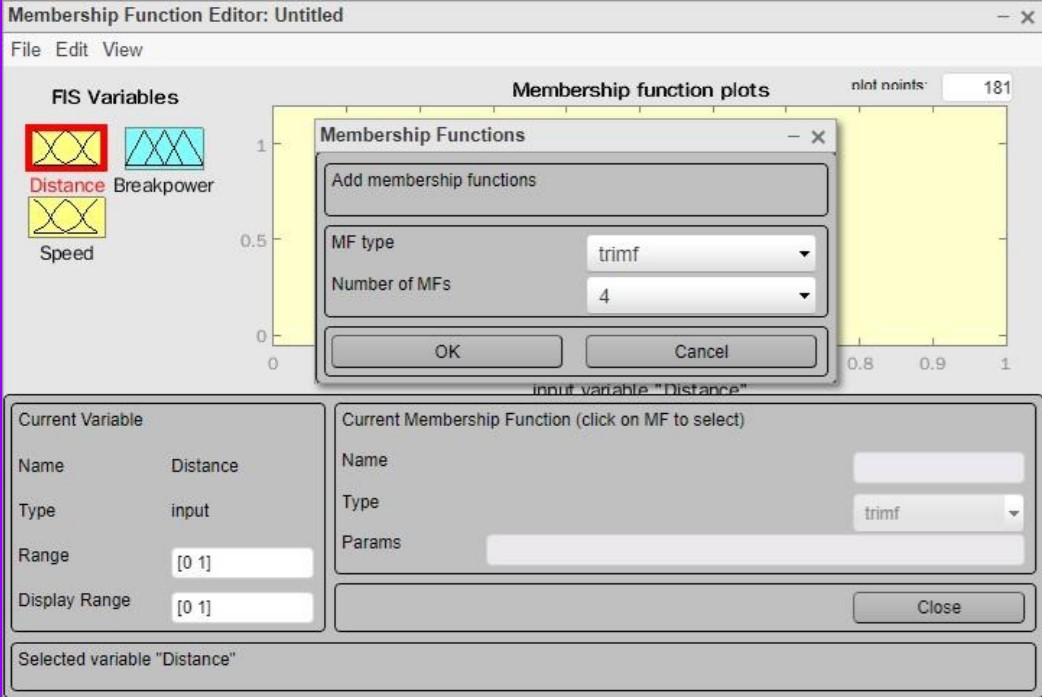 Membership Function Editor: Untitled
File Edit View
FIS Variables
Membership function plots
plot points:
181
Distance Breakpower
Speed
1
0.5
0
0
0.8
0.9
1
input variable "Distance"
Membership Functions
Add membership functions
MF type
trimf
Number of MFs
4
OK
Cancel
Current Variable
Name Distance
Type input
Range [0 1]
Display Range [0 1]
Current Membership Function (click on MF to select)
Name
Type trimf
Params
Close
Selected variable "Distance"